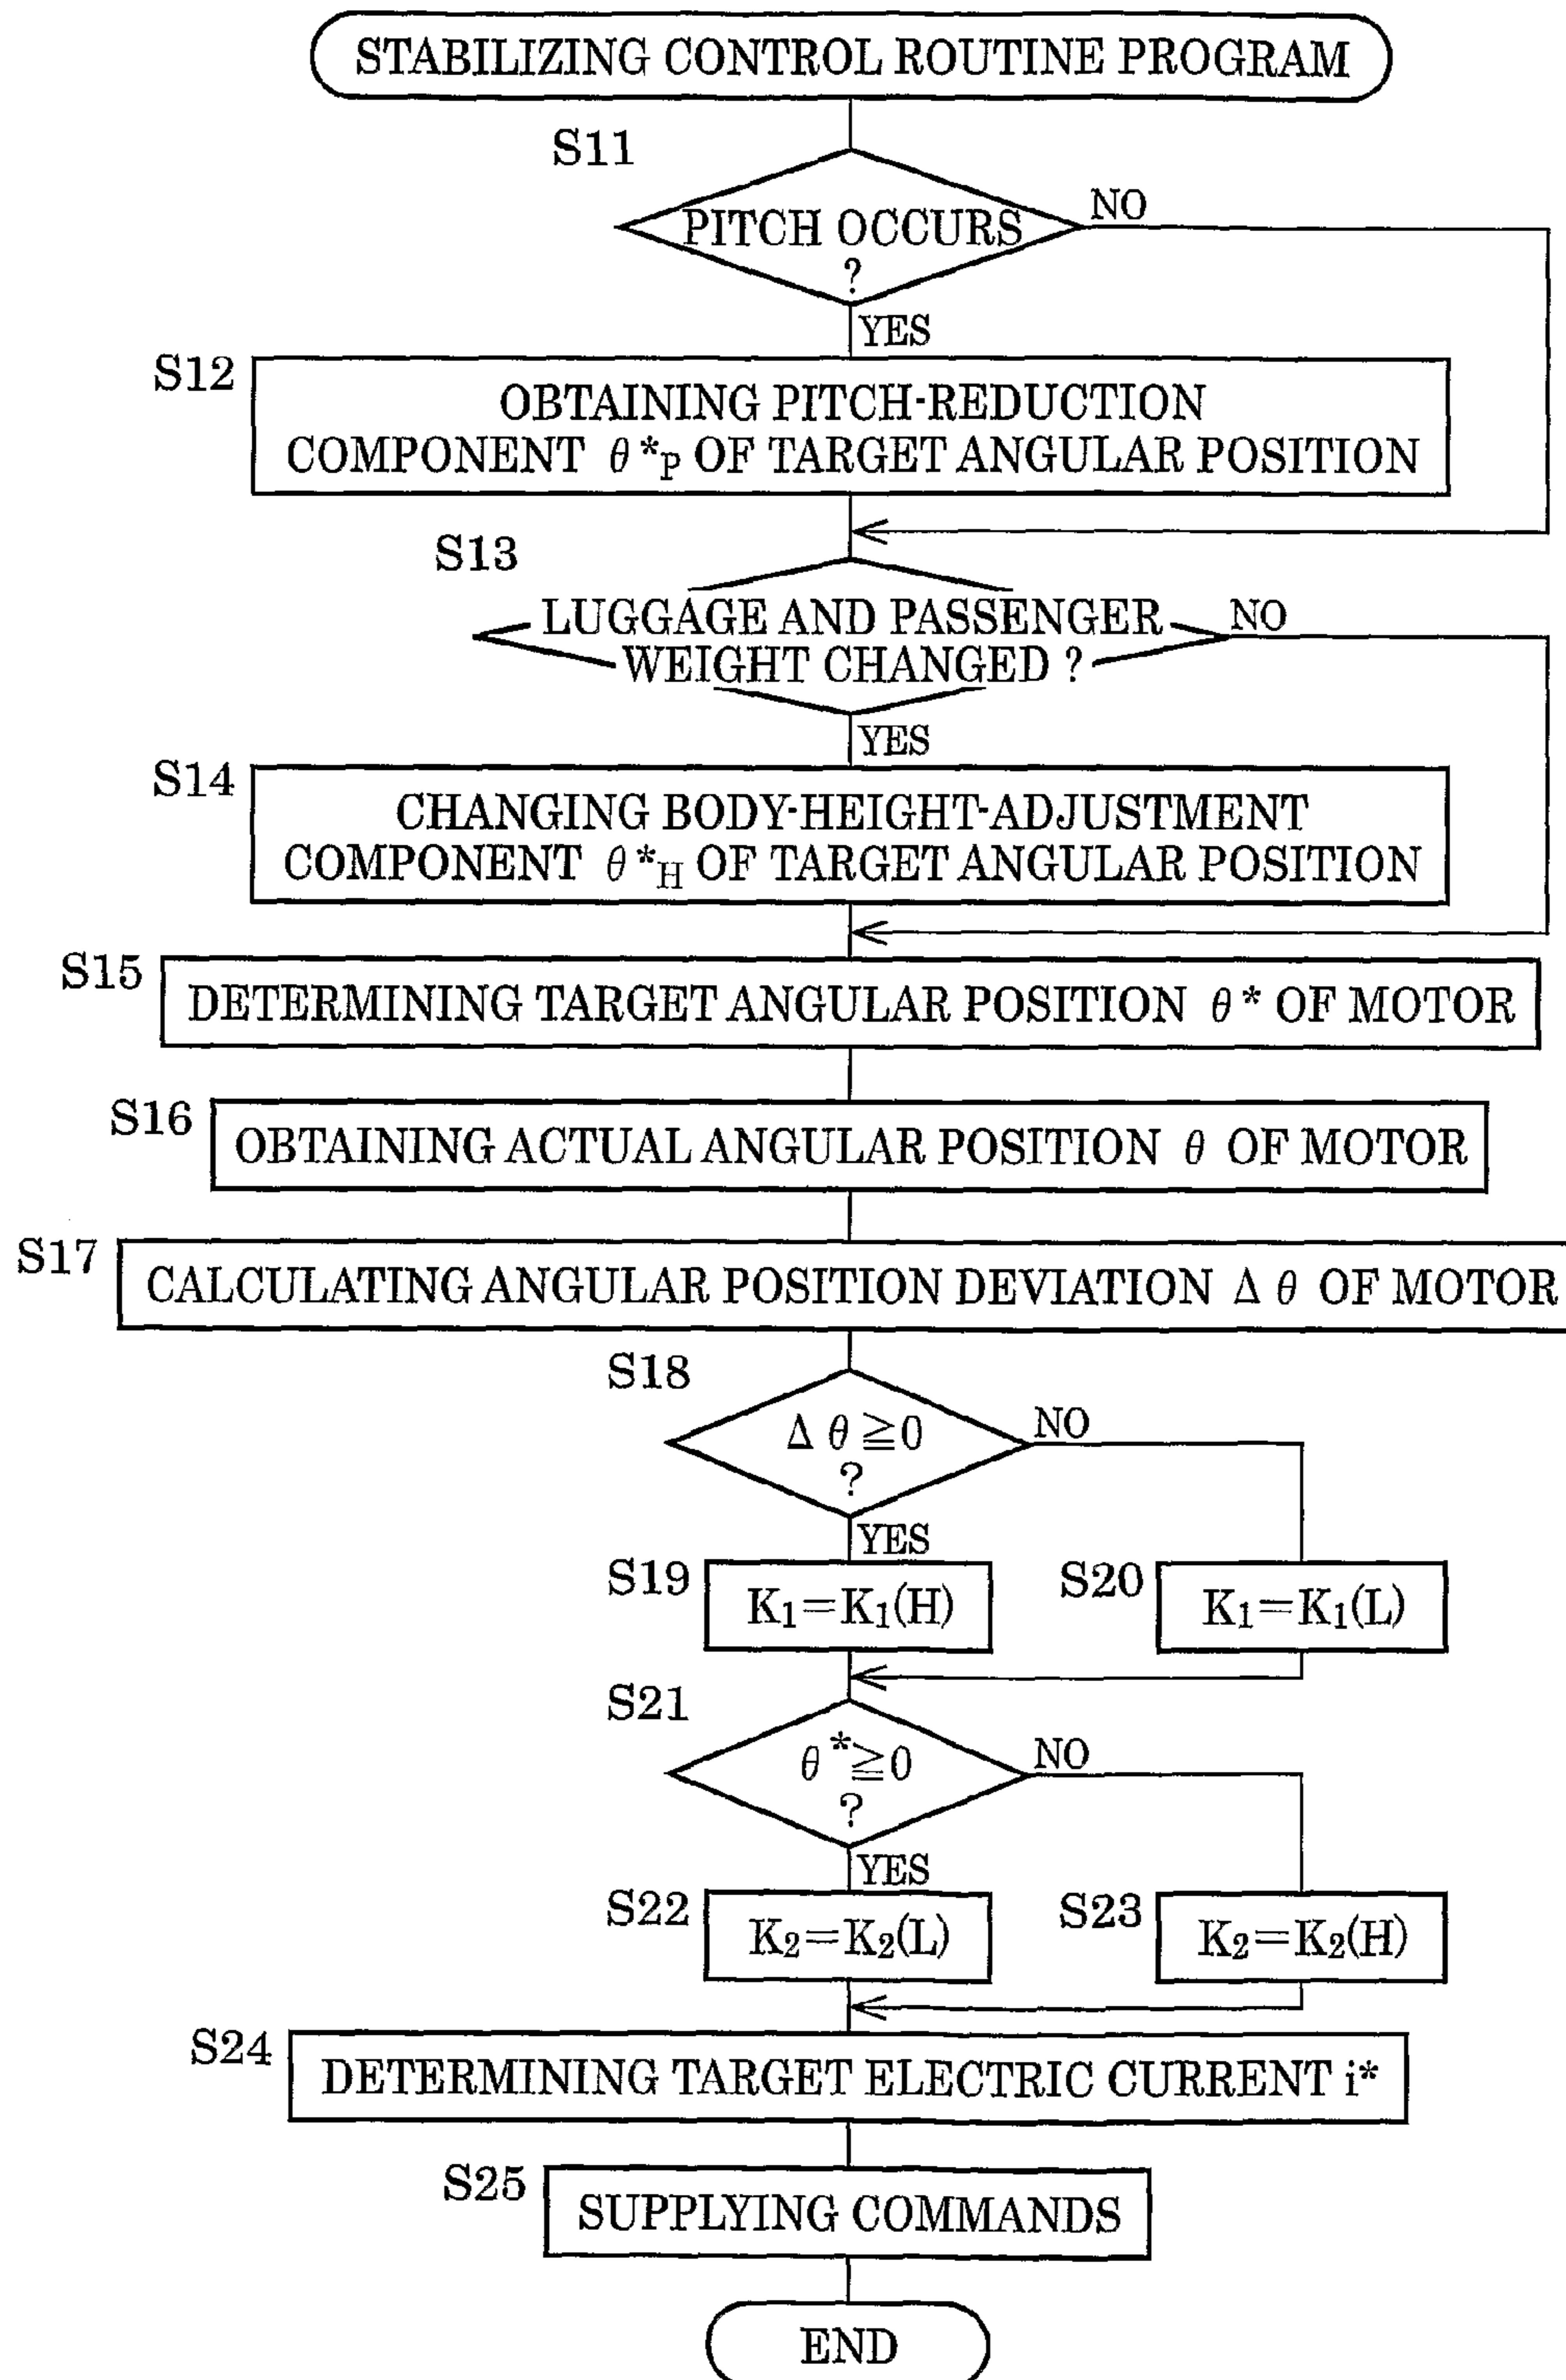 STABILIZING CONTROL ROUTINE PROGRAM
S11
PITCH OCCURS
?
NO
YES
S12
OBTAINING PITCH-REDUCTION
COMPONENT θ*P OF TARGET ANGULAR POSITION
S13
LUGGAGE AND PASSENGER
WEIGHT CHANGED ?
NO
YES
S14
CHANGING BODY-HEIGHT-ADJUSTMENT
COMPONENT θ*H OF TARGET ANGULAR POSITION
S15
DETERMINING TARGET ANGULAR POSITION θ* OF MOTOR
S16
OBTAINING ACTUAL ANGULAR POSITION θ OF MOTOR
S17
CALCULATING ANGULAR POSITION DEVIATION Δθ OF MOTOR
S18
Δθ≧0
?
NO
YES
S19
K1=K1(H)
S20
K1=K1(L)
S21
θ*≧0
?
NO
YES
S22
K2=K2(L)
S23
K2=K2(H)
S24
DETERMINING TARGET ELECTRIC CURRENT i*
S25
SUPPLYING COMMANDS
END